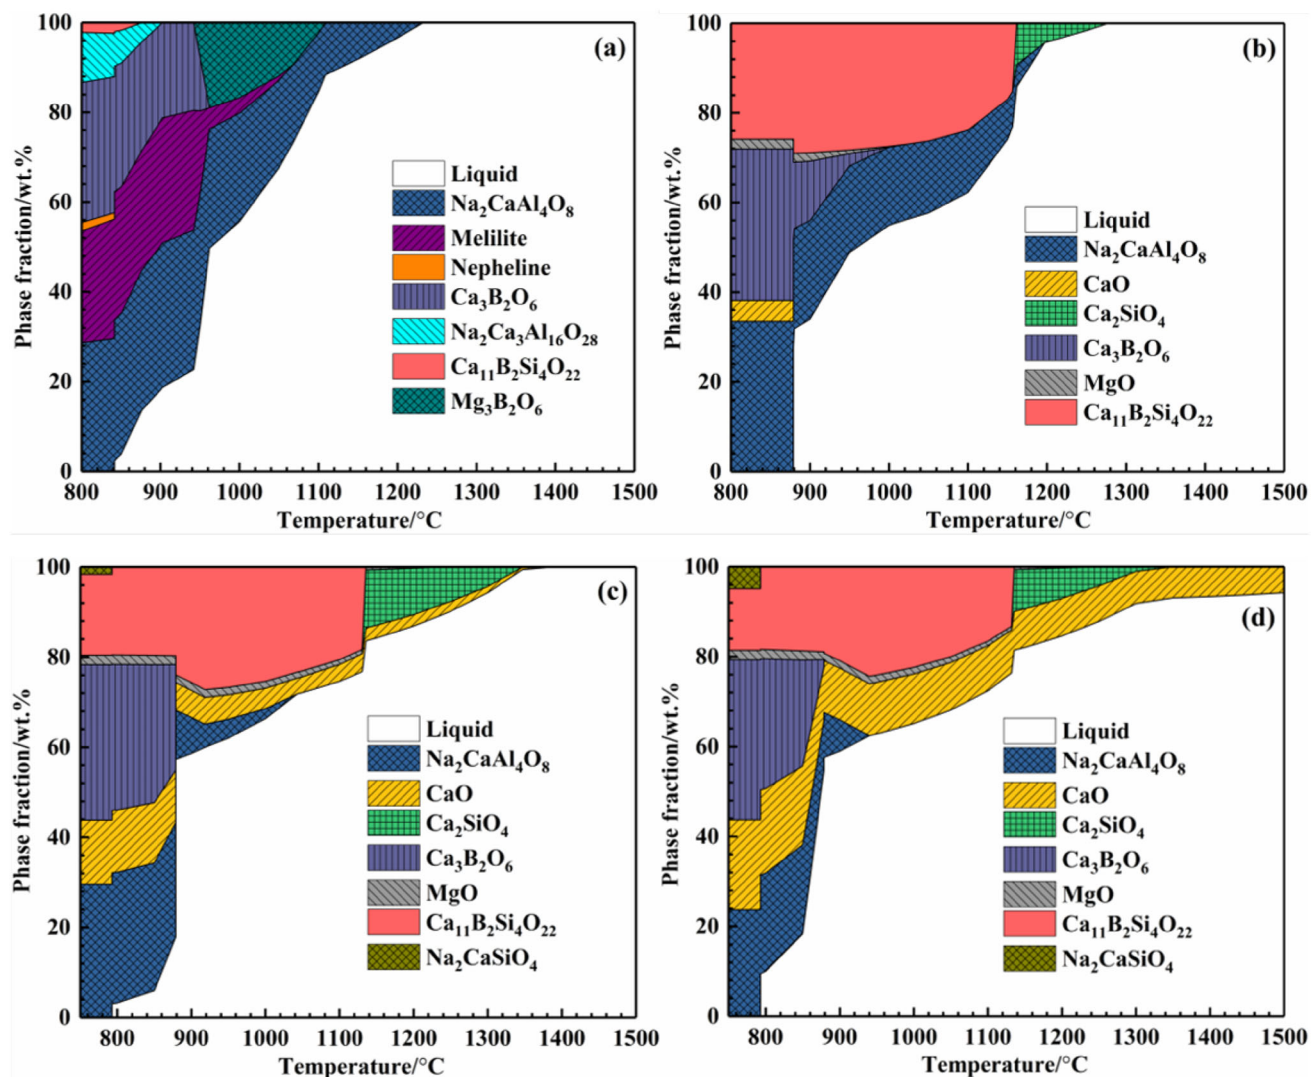 (a)
100
80
60
40
20
0
Phase fraction/wt.%
Liquid
Na₂CaAl₄O₈
Melilite
Nepheline
Ca₃B₂O₆
Na₂Ca₃Al₁₆O₂₈
Ca₁₁B₂Si₄O₂₂
Mg₃B₂O₆
800 900 1000 1100 1200 1300 1400 1500
Temperature/°C
(b)
100
80
60
40
20
0
Phase fraction/wt.%
Liquid
Na₂CaAl₄O₈
CaO
Ca₂SiO₄
Ca₃B₂O₆
MgO
Ca₁₁B₂Si₄O₂₂
800 900 1000 1100 1200 1300 1400 1500
Temperature/°C
(c)
100
80
60
40
20
0
Phase fraction/wt.%
Liquid
Na₂CaAl₄O₈
CaO
Ca₂SiO₄
Ca₃B₂O₆
MgO
Ca₁₁B₂Si₄O₂₂
Na₂CaSiO₄
800 900 1000 1100 1200 1300 1400 1500
Temperature/°C
(d)
100
80
60
40
20
0
Phase fraction/wt.%
Liquid
Na₂CaAl₄O₈
CaO
Ca₂SiO₄
Ca₃B₂O₆
MgO
Ca₁₁B₂Si₄O₂₂
Na₂CaSiO₄
800 900 1000 1100 1200 1300 1400 1500
Temperature/°C